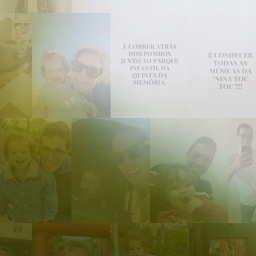 É CORRER ATRÁS
DOS POMBOS
JUNTO AO PARQUE
INFANTIL DA
QUINTA DA
MEMÓRIA.
É CONHECER
TODAS AS
MÚSICAS DA
"NINA TOC
TOC"!!!